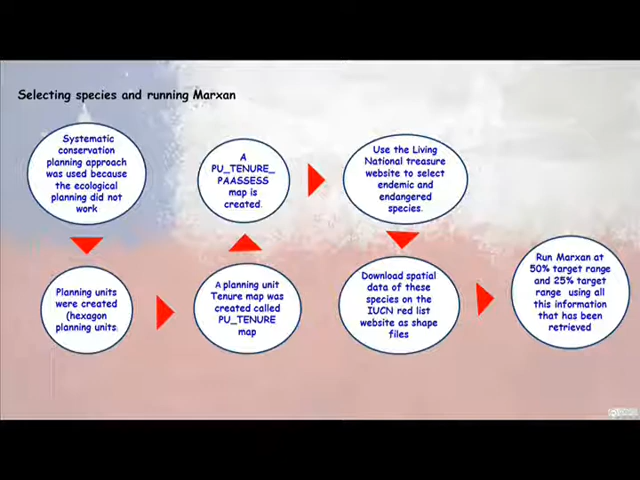 Selecting species and running Marxan
Systematic
conservation
planning approach
was used because
the ecological
planning did not
work
Planning units
were created
(hexagon
planning units.
A planning unit
Tenure map was
created called
PU_TENURE
map
A
PU_TENURE_
PAASSESS
map is
created.
Use the Living
National treasure
website to select
endemic and
endangered
species.
Download spatial
data of these
species on the
IUCN red list
website as shape
files
Run Marxan at
50% target range
and 25% target
range using all
this information
that has been
retrieved